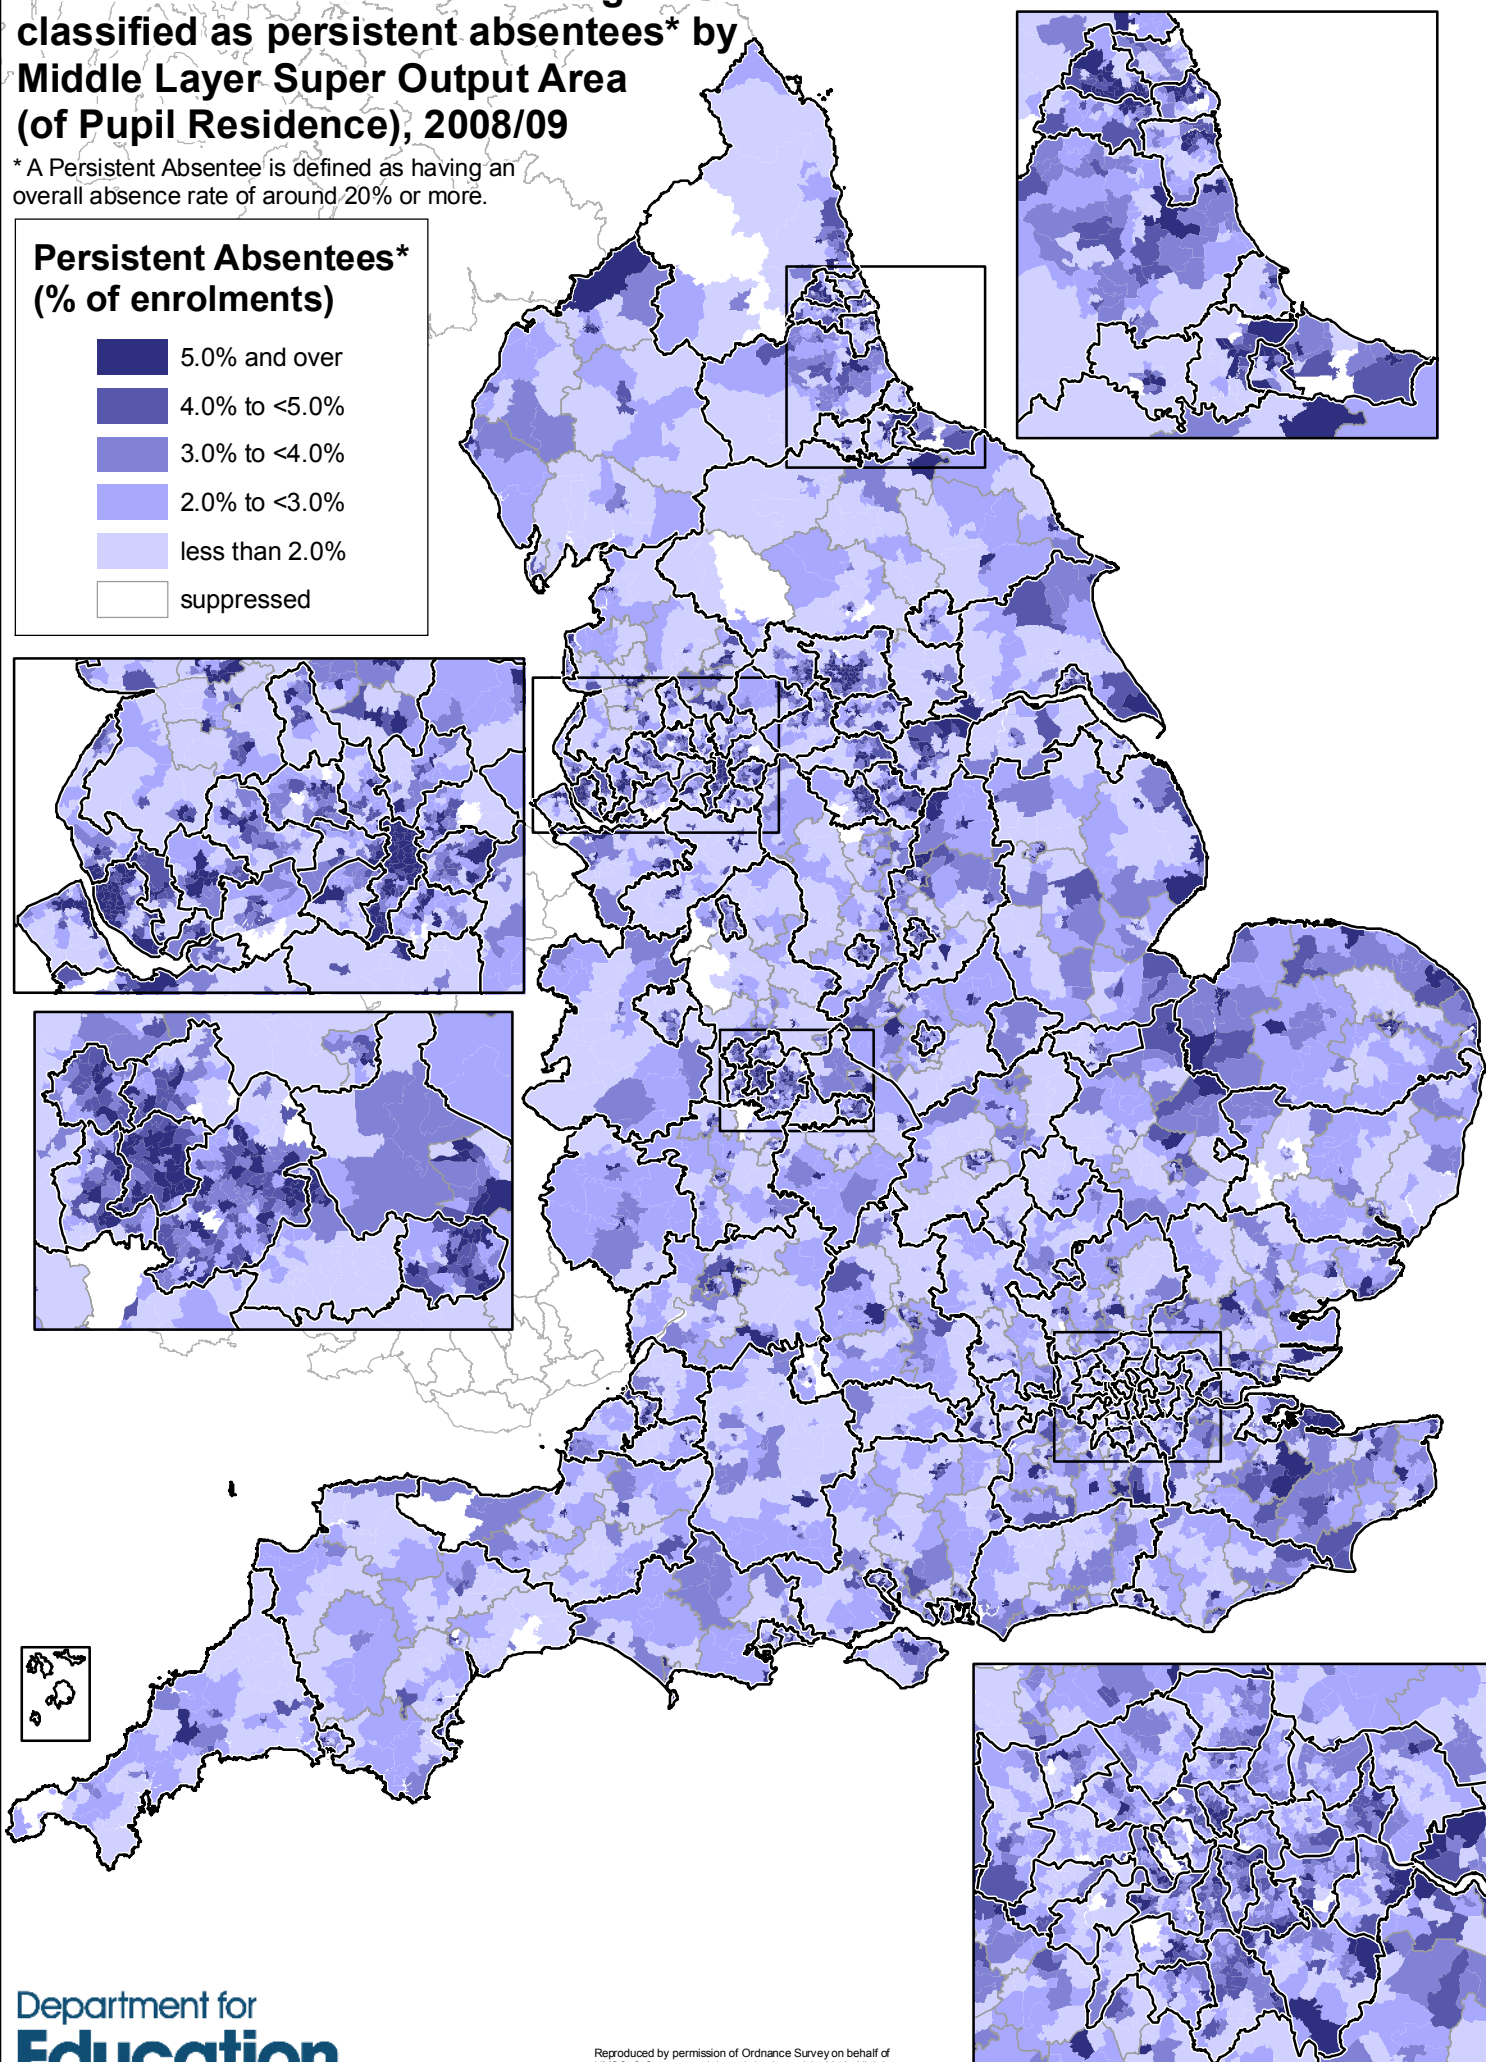 classified as persistent absentees* by
Middle Layer Super Output Area
(of Pupil Residence), 2008/09
* A Persistent Absentee is defined as having an
overall absence rate of around 20% or more.
Persistent Absentees*
(% of enrolments)
5.0% and over
4.0% to <5.0%
3.0% to <4.0%
2.0% to <3.0%
less than 2.0%
suppressed
Department for
Education
Reproduced by permission of Ordnance Survey on behalf of